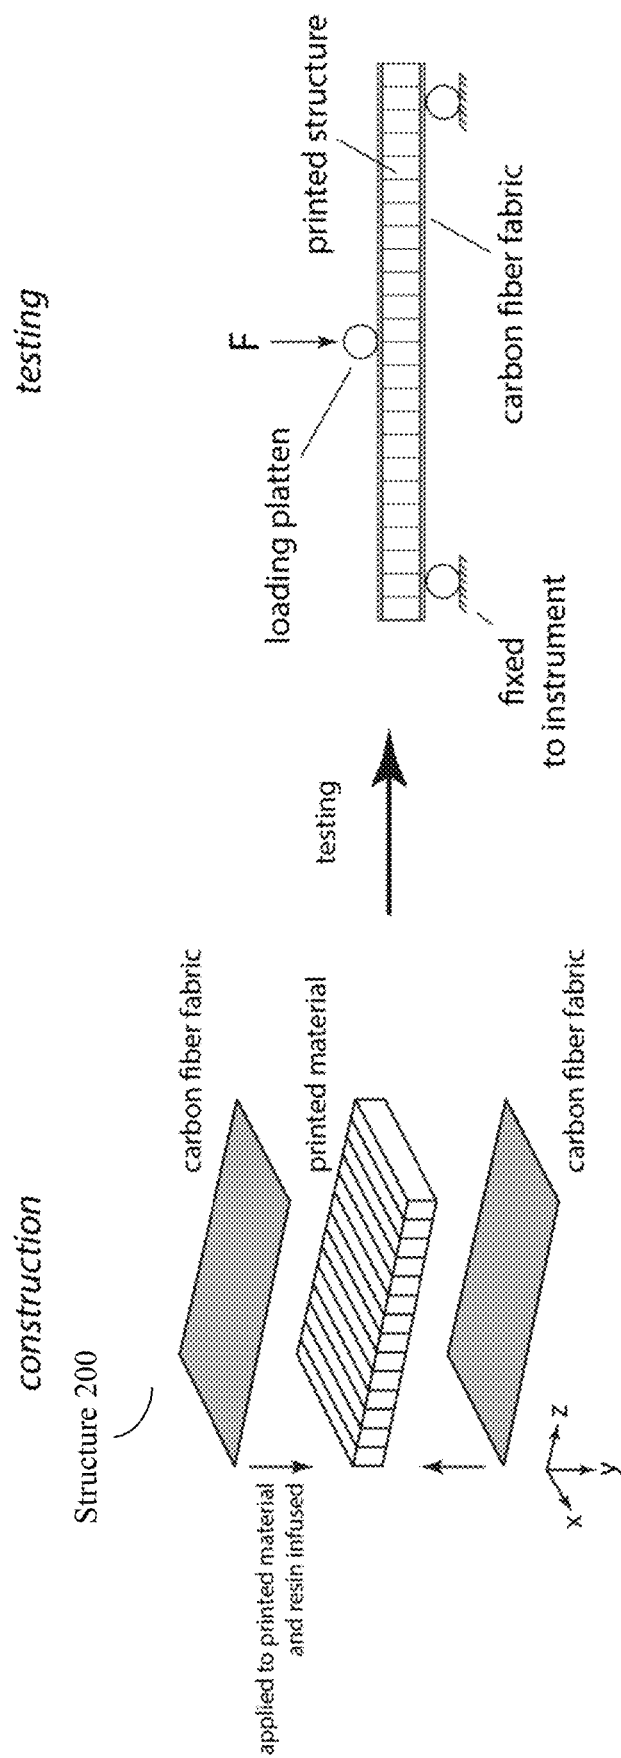 construction
Structure 200
carbon fiber fabric
applied to printed material
and resin infused
printed material
carbon fiber fabric
x
y
z
testing
testing
F
loading platten
printed structure
carbon fiber fabric
fixed
to instrument